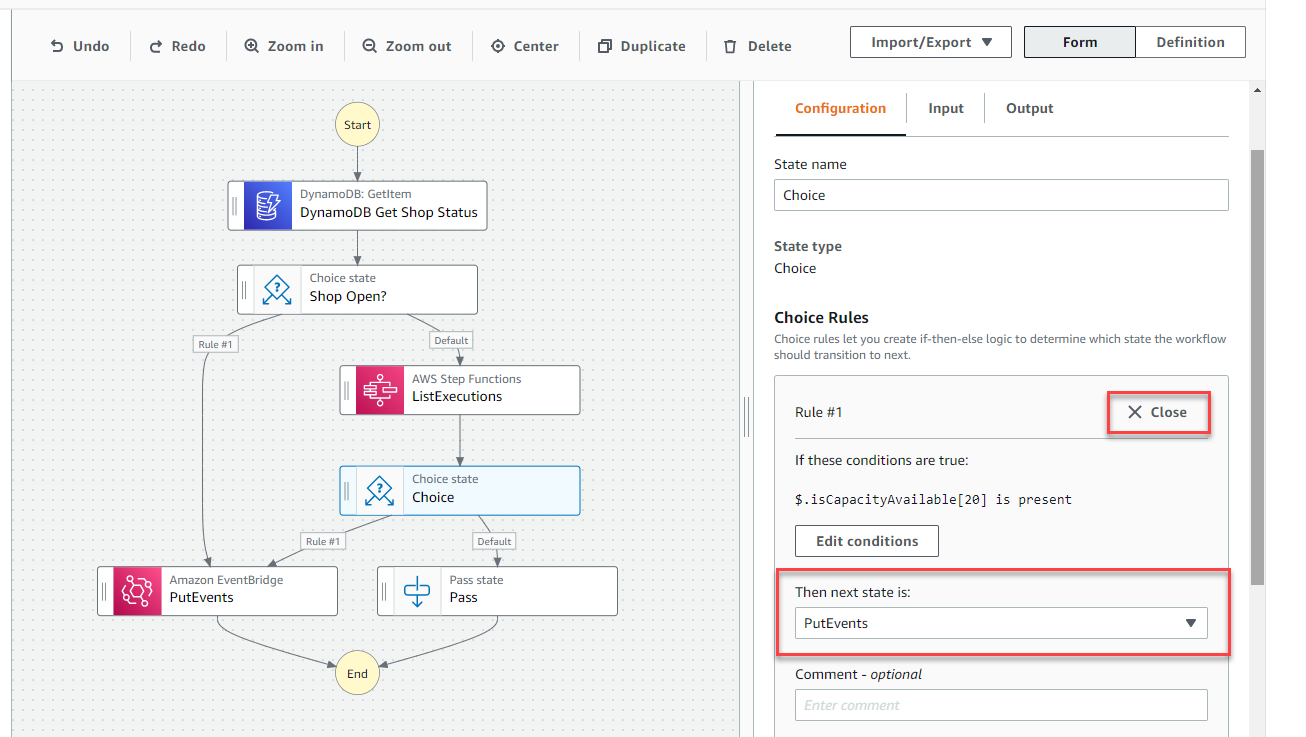 Undo
Redo
Zoom in
Zoom out
Center
Duplicate
Delete
Import/Export
Form
Definition
Start
DynamoDB: GetItem
DynamoDB Get Shop Status
Choice state
Shop Open?
Rule #1
Default
AWS Step Functions
ListExecutions
Choice state
Choice
Rule #1
Default
Amazon EventBridge
PutEvents
Pass state
Pass
End
Configuration
Input
Output
State name
Choice
State type
Choice
Choice Rules
Choice rules let you create if-then-else logic to determine which state the workflow
should transition to next.
Rule #1
Close
If these conditions are true:
$.isCapacityAvailable[20] is present
Edit conditions
Then next state is:
PutEvents
Comment - optional
Enter comment